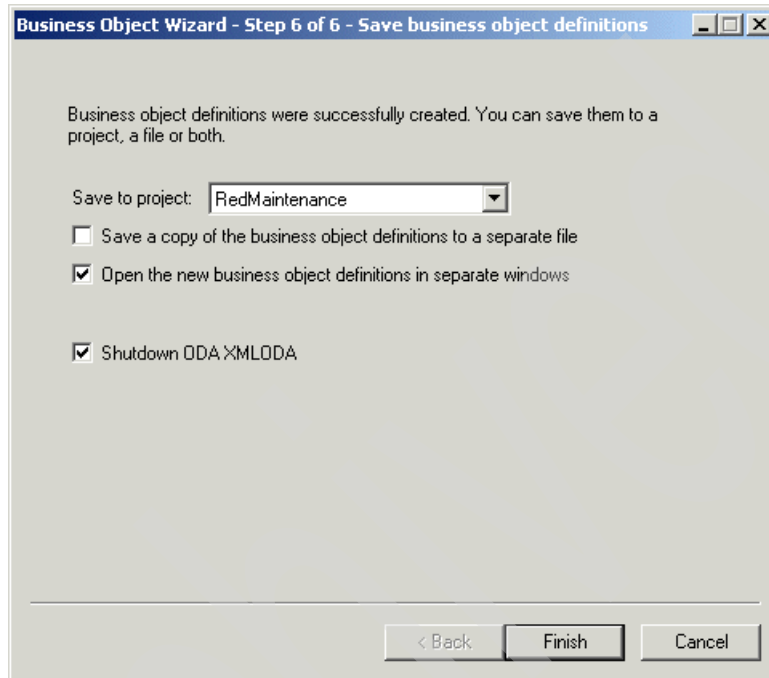 Business Object Wizard - Step 6 of 6 - Save business object definitions
Business object definitions were successfully created. You can save them to a
project, a file or both.
Save to project: RedMaintenance
Save a copy of the business object definitions to a separate file
Open the new business object definitions in separate windows
Shutdown ODA XMLODA
< Back Finish Cancel